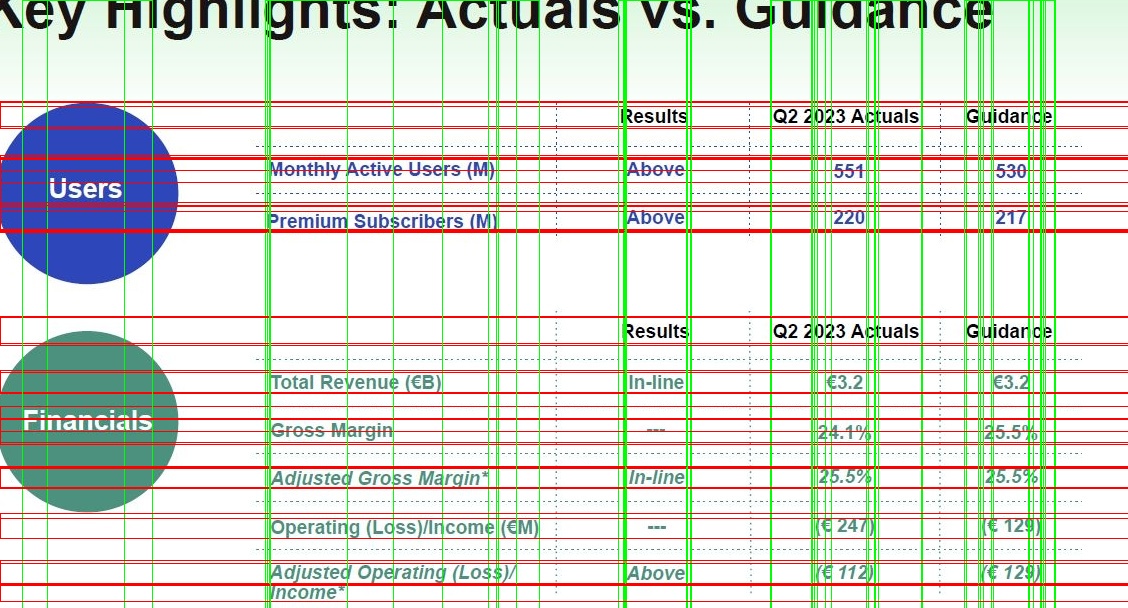 Key Highlights: Actuals vs. Guidance
Results Q2 2023 Actuals Guidance
Users
Monthly Active Users (M) Above 551 530
Premium Subscribers (M) Above 220 217
Results Q2 2023 Actuals Guidance
Financials
Total Revenue (€B) In-line €3.2 €3.2
Gross Margin --- 24.1% 25.5%
Adjusted Gross Margin* In-line 25.5% 25.5%
Operating (Loss)/Income (€M) --- (€ 247) (€ 129)
Adjusted Operating (Loss)/ Above (€ 112) (€ 129)
Income*